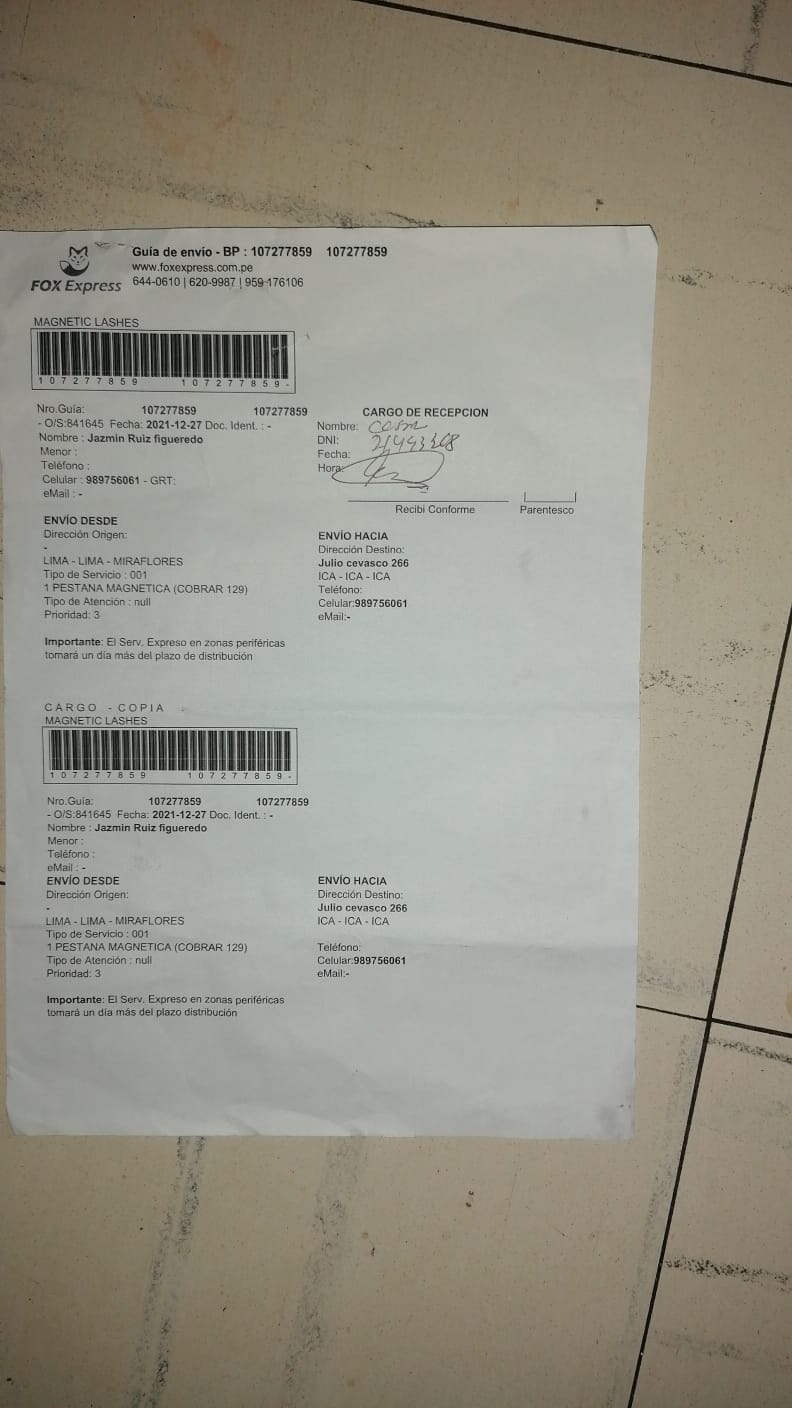 Guía de envío - BP : 107277859 107277859
www.foxexpress.com.pe
FOX Express
644-0610 | 620-9987 | 959-176106
MAGNETIC LASHES
107277859 107277859-
Nro.Guía: 107277859 107277859
- O/S:841645 Fecha: 2021-12-27 Doc. Ident. : -
Nombre : Jazmin Ruiz figueredo
Menor :
Teléfono :
Celular : 989756061 - GRT:
eMail : -
CARGO DE RECEPCION
Nombre:
DNI:
Fecha:
Hora:
Recibi Conforme Parentesco
ENVÍO DESDE
Dirección Origen:
-
LIMA - LIMA - MIRAFLORES
Tipo de Servicio : 001
1 PESTANA MAGNETICA (COBRAR 129)
Tipo de Atención : null
Prioridad: 3
ENVÍO HACIA
Dirección Destino:
Julio cevasco 266
ICA - ICA - ICA
Teléfono:
Celular:989756061
eMail:-
Importante: El Serv. Expreso en zonas periféricas
tomará un día más del plazo de distribución
CARGO - COPIA
MAGNETIC LASHES
107277859 107277859-
Nro.Guía: 107277859 107277859
- O/S:841645 Fecha: 2021-12-27 Doc. Ident. : -
Nombre : Jazmin Ruiz figueredo
Menor :
Teléfono :
eMail : -
ENVÍO DESDE
Dirección Origen:
-
LIMA - LIMA - MIRAFLORES
Tipo de Servicio : 001
1 PESTANA MAGNETICA (COBRAR 129)
Tipo de Atención : null
Prioridad: 3
ENVÍO HACIA
Dirección Destino:
Julio cevasco 266
ICA - ICA - ICA
Teléfono:
Celular:989756061
eMail:-
Importante: El Serv. Expreso en zonas periféricas
tomará un día más del plazo distribución